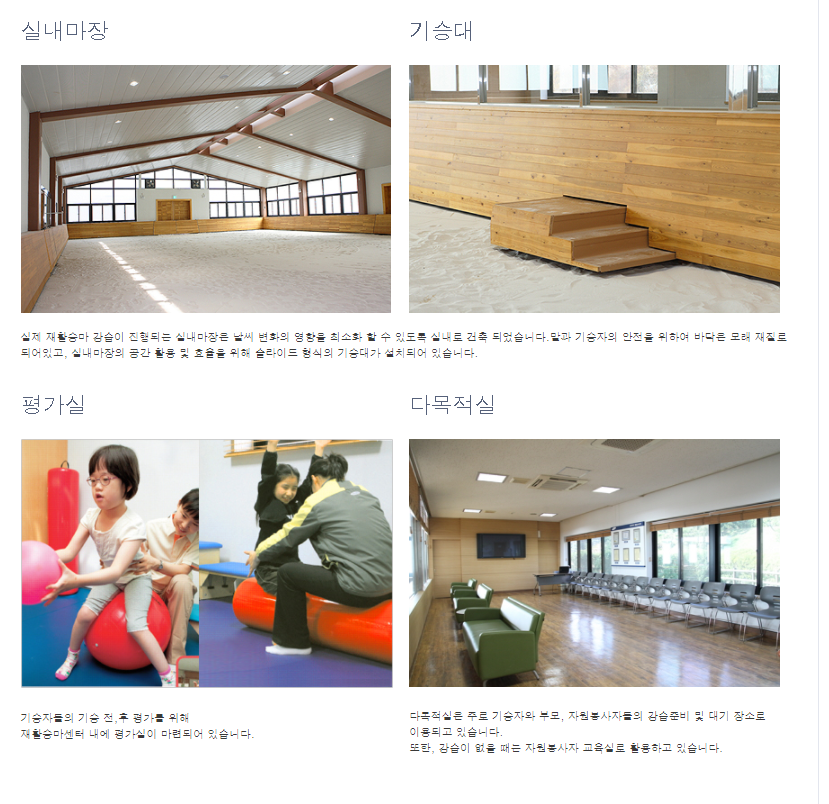 실내마장
기승대
실제 재활승마 강습이 진행되는 실내마장은 날씨 변화의 영향을 최소화 할 수 있도록 실내로 건축 되었습니다.말과 기승자의 안전을 위하여 바닥은 모래 재질로
되어있고, 실내마장의 공간 활용 및 효율을 위해 슬라이드 형식의 기승대가 설치되어 있습니다.
평가실
다목적실
기승자들의 기승 전,후 평가를 위해
재활승마센터 내에 평가실이 마련되어 있습니다.
다목적실은 주로 기승자와 부모, 자원봉사자들의 강습준비 및 대기 장소로
이용되고 있습니다.
또한, 강습이 없을 때는 자원봉사자 교육실로 활용하고 있습니다.